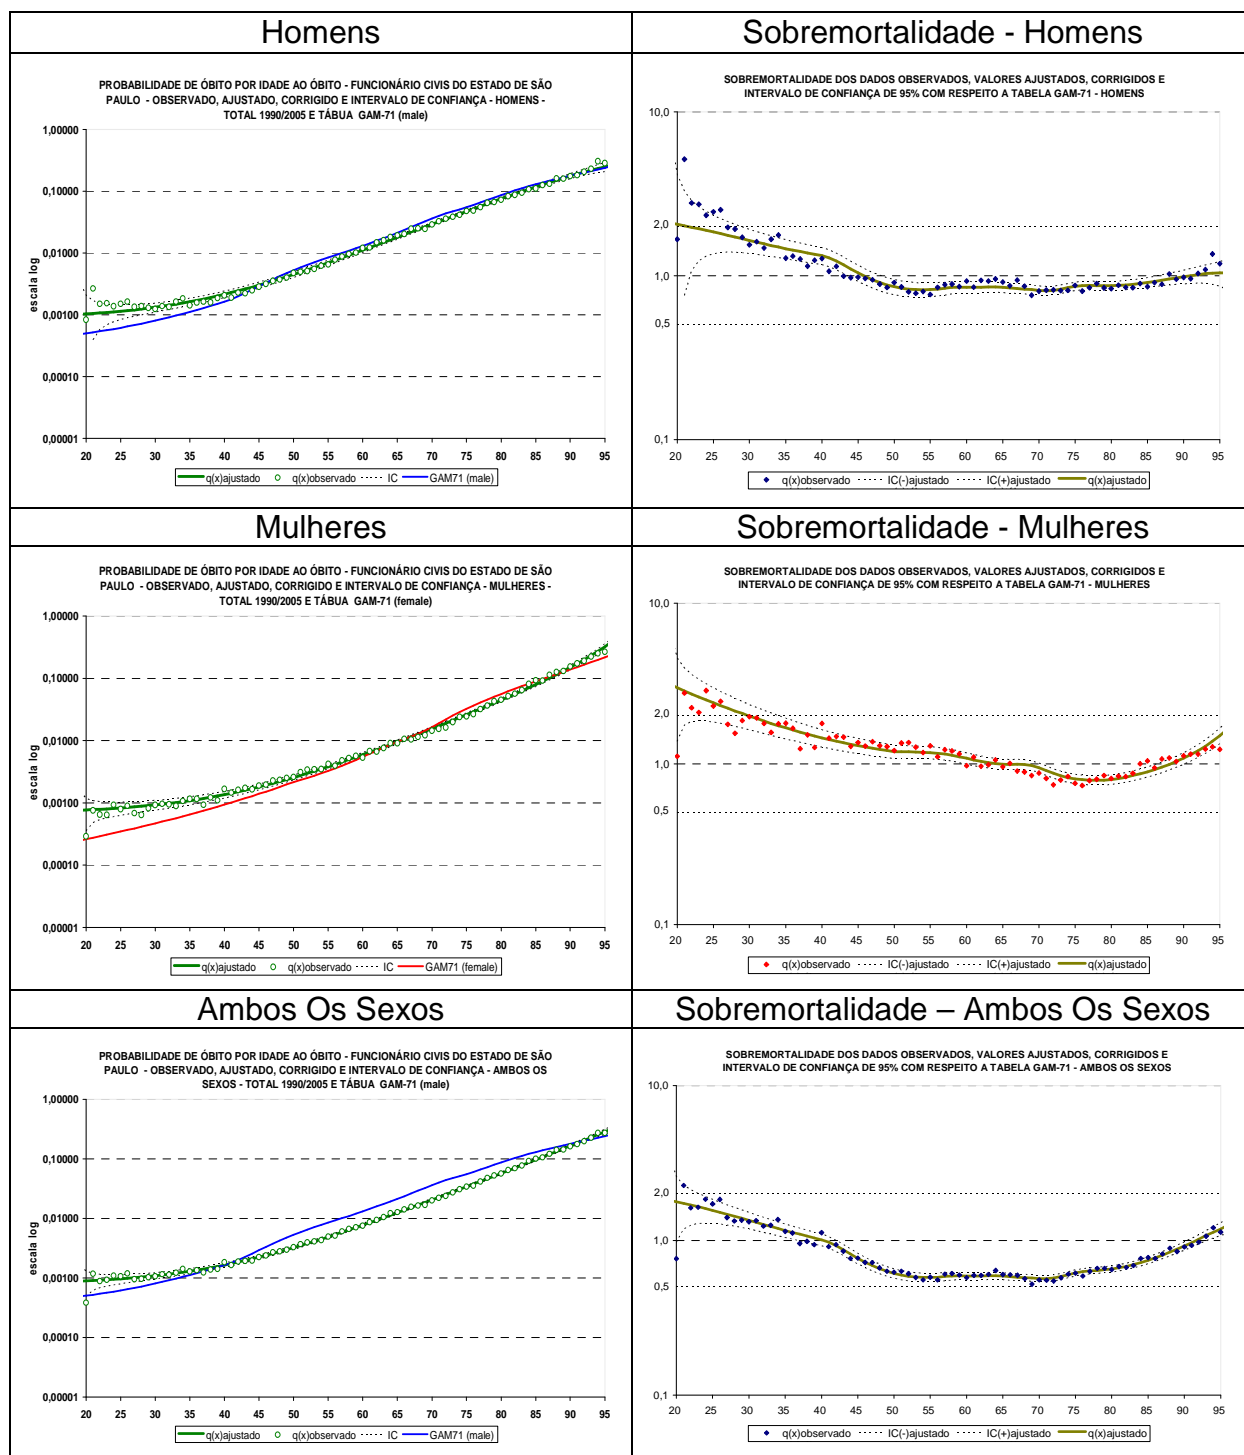 Homens
Sobremortalidade - Homens
PROBABILIDADE DE ÓBITO POR IDADE AO ÓBITO - FUNCIONÁRIO CIVIS DO ESTADO DE SÃO
PAULO - OBSERVADO, AJUSTADO, CORRIGIDO E INTERVALO DE CONFIANÇA - HOMENS -
TOTAL 1990/2005 E TÁBUA GAM-71 (male)
1,00000
0,10000
0,01000
0,00100
0,00010
0,00001
escala log
20 25 30 35 40 45 50 55 60 65 70 75 80 85 90 95
q(x)ajustado q(x)observado IC GAM71 (male)
SOBREMORTALIDADE DOS DADOS OBSERVADOS, VALORES AJUSTADOS, CORRIGIDOS E
INTERVALO DE CONFIANÇA DE 95% COM RESPEITO A TABELA GAM-71 - HOMENS
10,0
2,0
1,0
0,5
0,1
20 25 30 35 40 45 50 55 60 65 70 75 80 85 90 95
q(x)observado IC(-)ajustado IC(+)ajustado q(x)ajustado
Mulheres
Sobremortalidade - Mulheres
PROBABILIDADE DE ÓBITO POR IDADE AO ÓBITO - FUNCIONÁRIO CIVIS DO ESTADO DE SÃO
PAULO - OBSERVADO, AJUSTADO, CORRIGIDO E INTERVALO DE CONFIANÇA - MULHERES -
TOTAL 1990/2005 E TÁBUA GAM-71 (female)
1,00000
0,10000
0,01000
0,00100
0,00010
0,00001
escala log
20 25 30 35 40 45 50 55 60 65 70 75 80 85 90 95
q(x)ajustado q(x)observado IC GAM71 (female)
SOBREMORTALIDADE DOS DADOS OBSERVADOS, VALORES AJUSTADOS, CORRIGIDOS E
INTERVALO DE CONFIANÇA DE 95% COM RESPEITO A TABELA GAM-71 - MULHERES
10,0
2,0
1,0
0,5
0,1
20 25 30 35 40 45 50 55 60 65 70 75 80 85 90 95
q(x)observado IC(-)ajustado IC(+)ajustado q(x)ajustado
Ambos Os Sexos
Sobremortalidade – Ambos Os Sexos
PROBABILIDADE DE ÓBITO POR IDADE AO ÓBITO - FUNCIONÁRIO CIVIS DO ESTADO DE SÃO
PAULO - OBSERVADO, AJUSTADO, CORRIGIDO E INTERVALO DE CONFIANÇA - AMBOS OS
SEXOS - TOTAL 1990/2005 E TÁBUA GAM-71 (male)
1,00000
0,10000
0,01000
0,00100
0,00010
0,00001
escala log
20 25 30 35 40 45 50 55 60 65 70 75 80 85 90 95
q(x)ajustado q(x)observado IC GAM71 (male)
SOBREMORTALIDADE DOS DADOS OBSERVADOS, VALORES AJUSTADOS, CORRIGIDOS E
INTERVALO DE CONFIANÇA DE 95% COM RESPEITO A TABELA GAM-71 - AMBOS OS SEXOS
10,0
2,0
1,0
0,5
0,1
20 25 30 35 40 45 50 55 60 65 70 75 80 85 90 95
q(x)observado IC(-)ajustado IC(+)ajustado q(x)ajustado